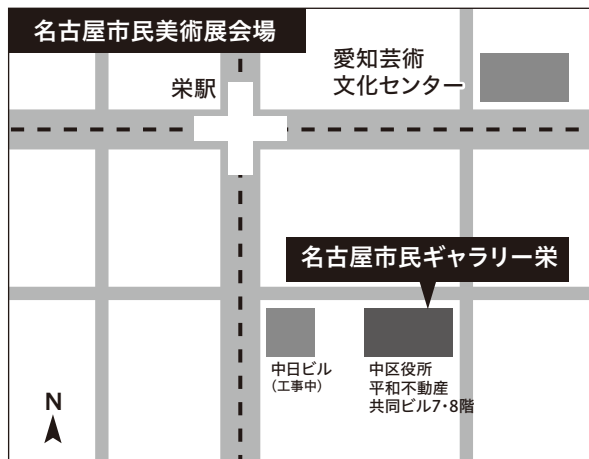 名古屋市民美術展会場
栄駅
愛知芸術
文化センター
名古屋市民ギャラリー栄
中日ビル
(工事中)
中区役所
平和不動産
共同ビル7・8階
N